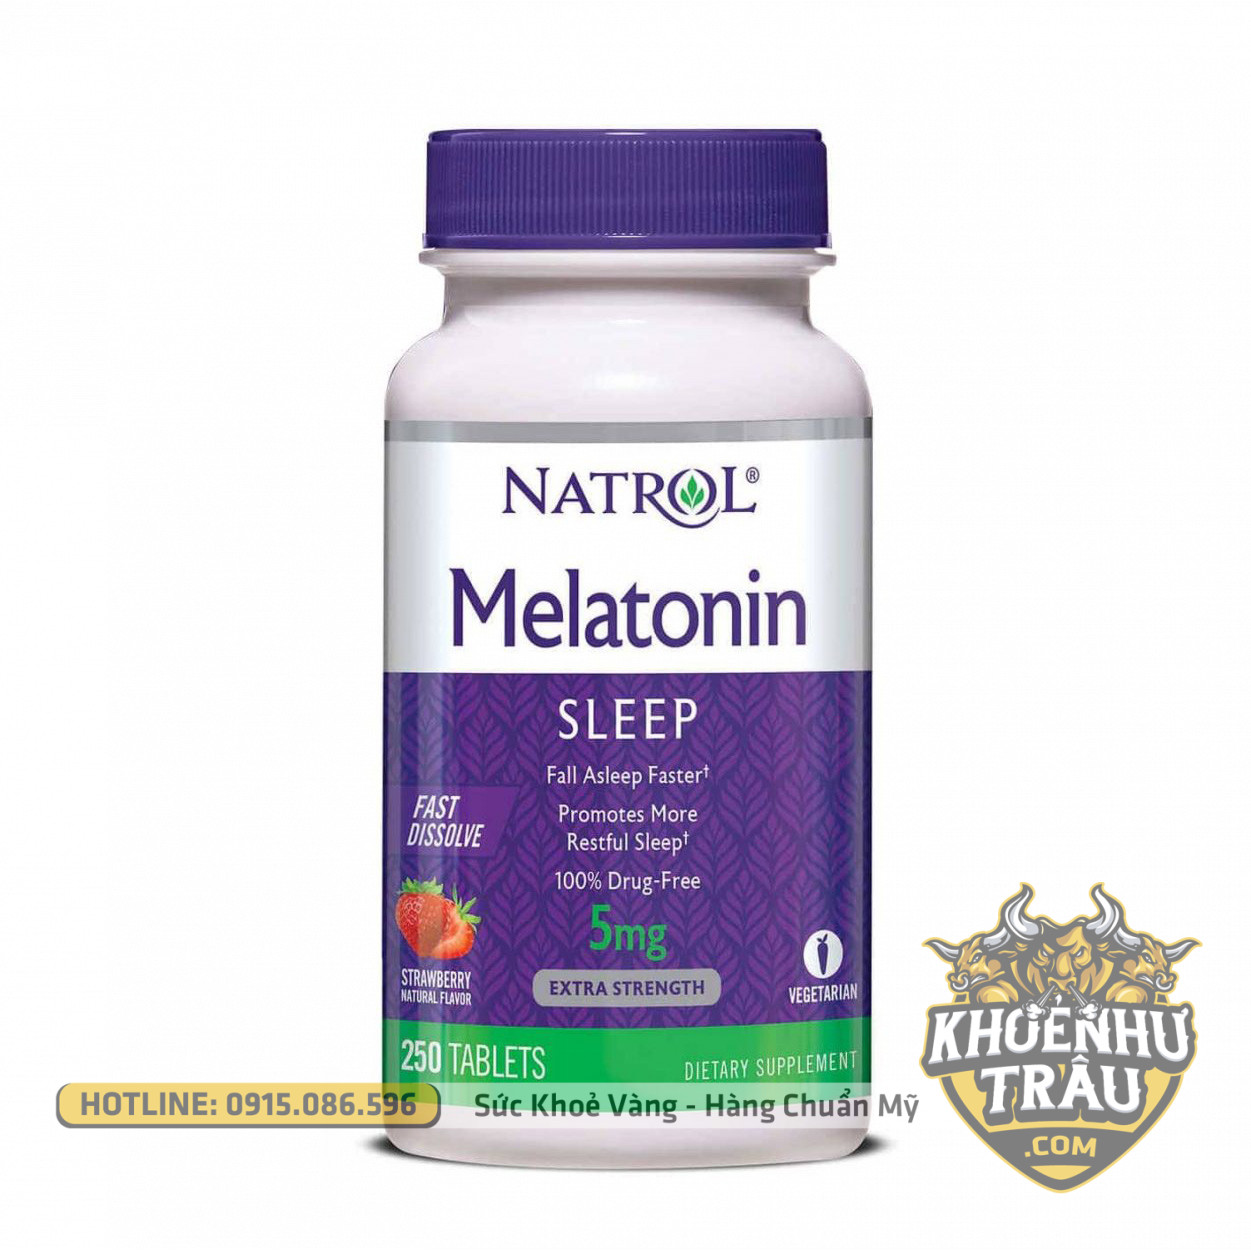 NATROL®
Melatonin
SLEEP
Fall Asleep Faster†
Promotes More
Restful Sleep†
100% Drug-Free
5mg
EXTRA STRENGTH
FAST
DISSOLVE
STRAWBERRY
NATURAL FLAVOR
VEGETARIAN
250 TABLETS
DIETARY SUPPLEMENT
HOTLINE: 0915.086.596
Sức Khoẻ Vàng - Hàng Chuẩn Mỹ
KHOẺNHƯ
TRÂU
.COM